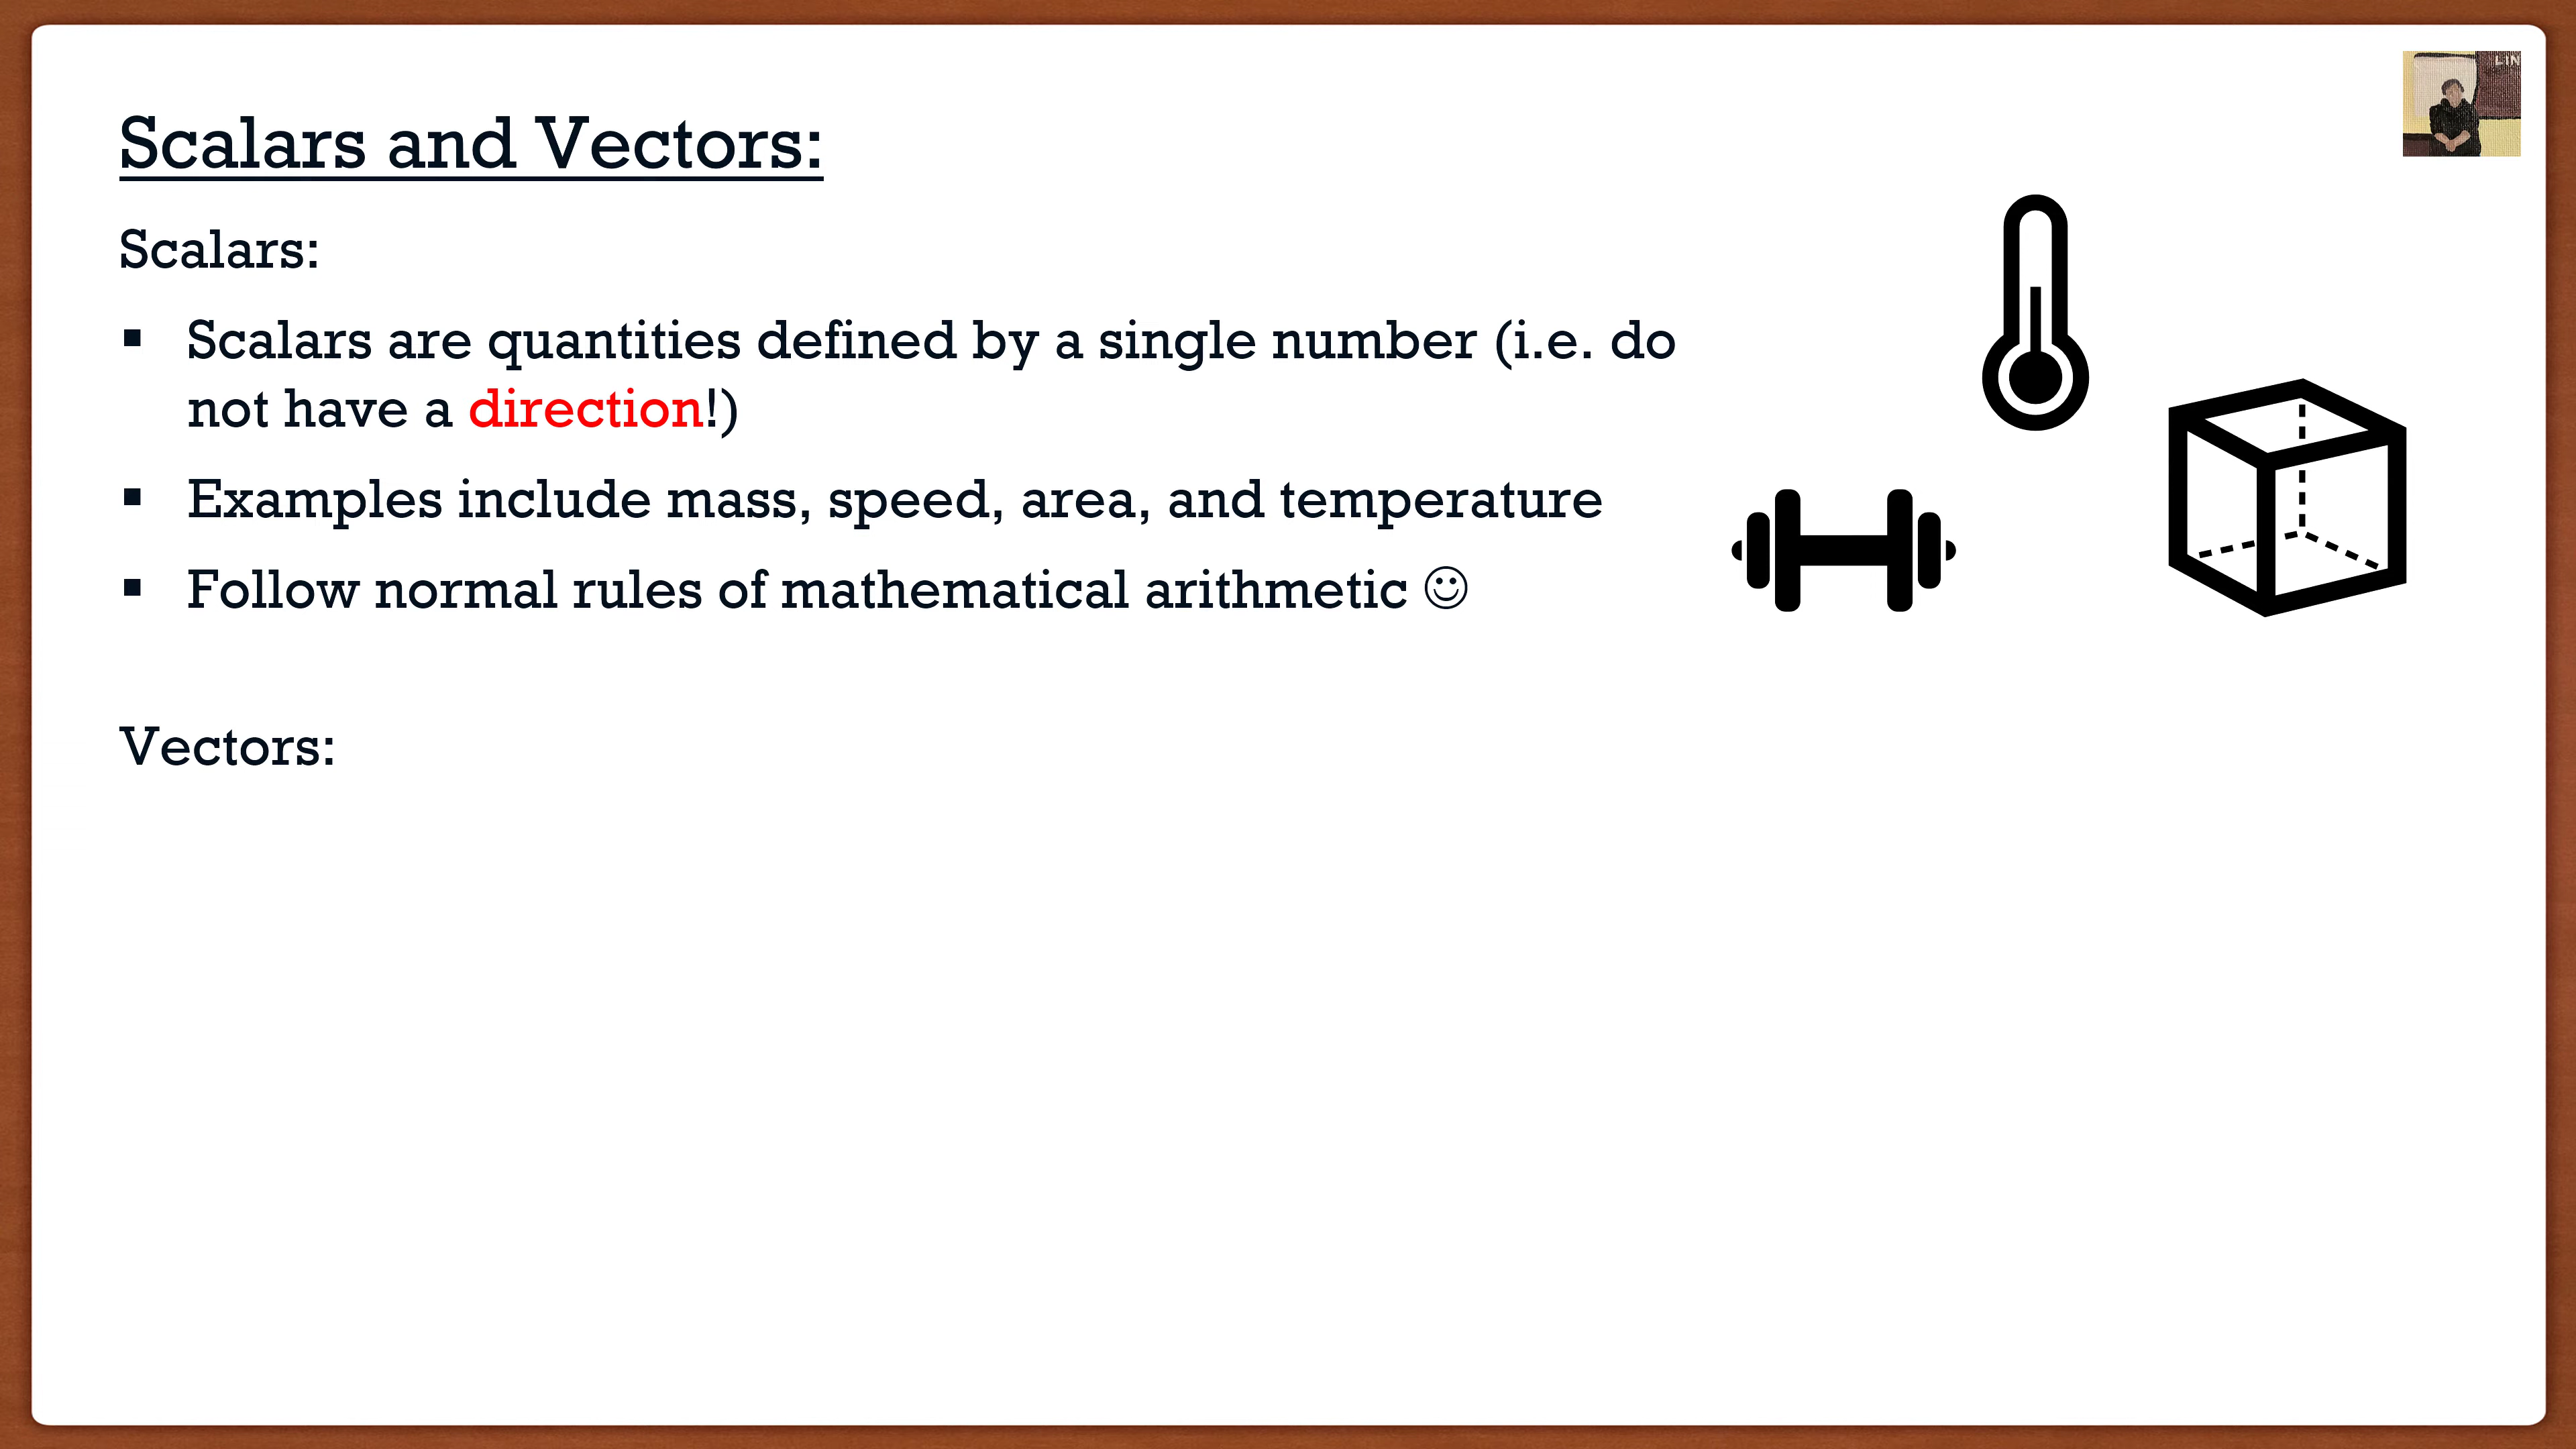 LIN
Scalars and Vectors:
Scalars:
▪ Scalars are quantities defined by a single number (i.e. do
not have a direction!)
▪ Examples include mass, speed, area, and temperature
▪ Follow normal rules of mathematical arithmetic ☺
Vectors: